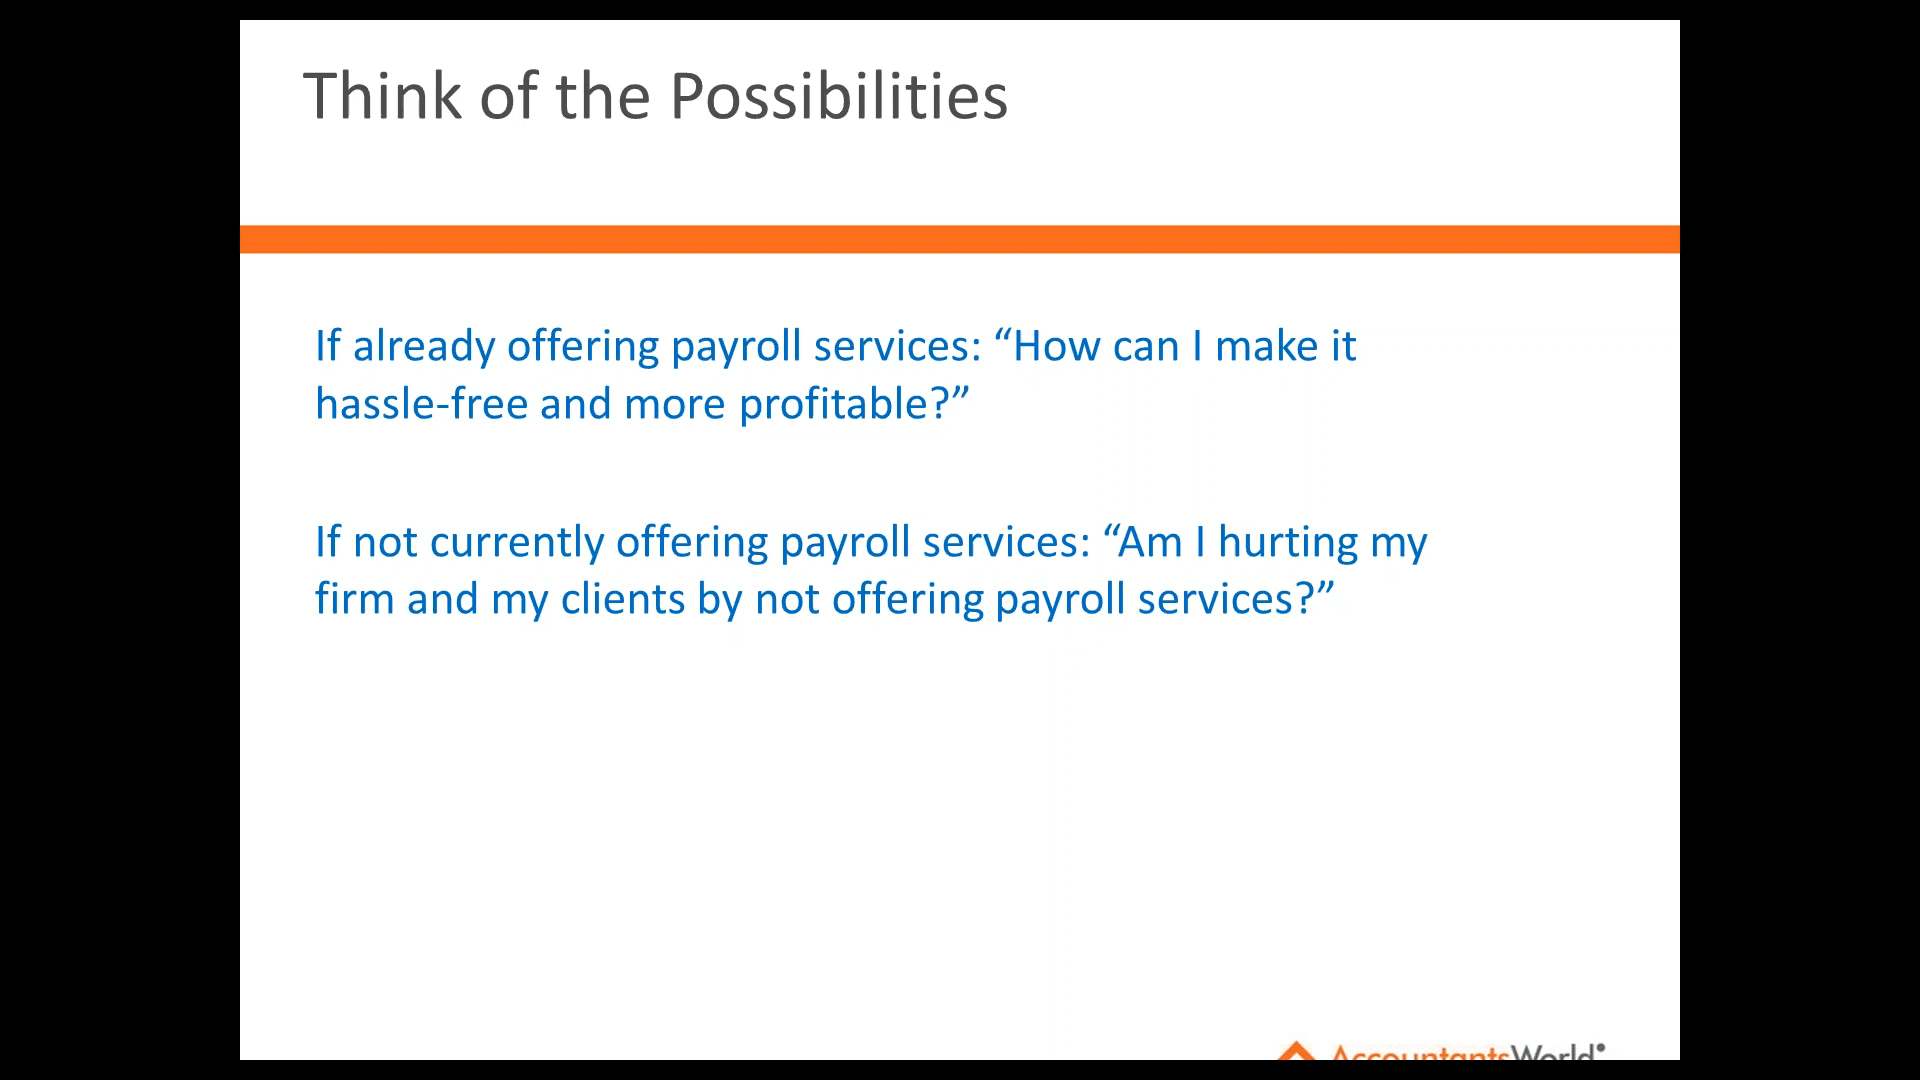 Think of the Possibilities
If already offering payroll services: “How can I make it
hassle-free and more profitable?”
If not currently offering payroll services: “Am I hurting my
firm and my clients by not offering payroll services?”
AccountantsWorld